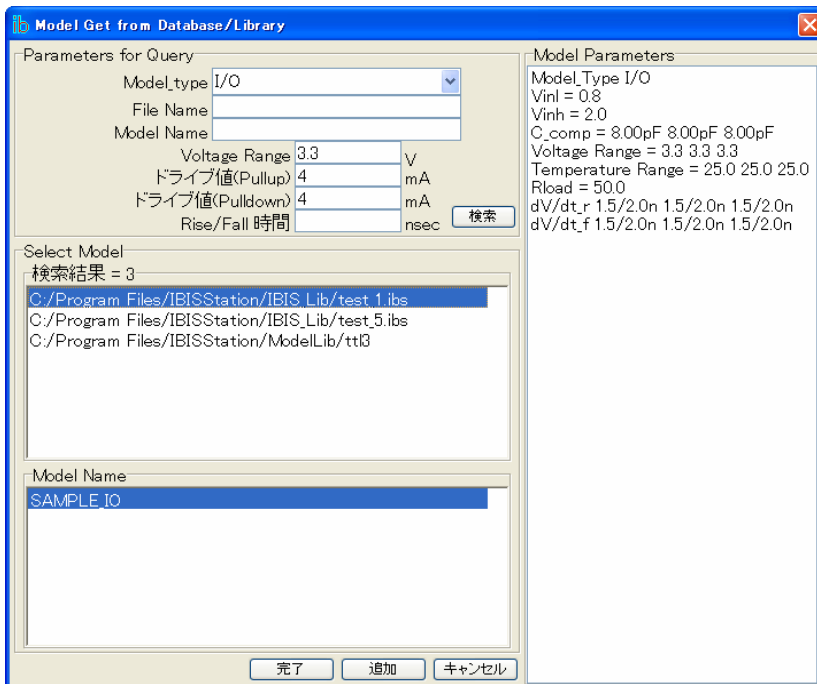 Model Get from Database/Library
Parameters for Query
Model_type I/O
File Name
Model Name
Voltage Range 3.3 V
ドライブ値(Pullup) 4 mA
ドライブ値(Pulldown) 4 mA
Rise/Fall 時間 nsec 検索
Select Model
検索結果 = 3
C:/Program Files/IBISStation/IBIS_Lib/test_1.ibs
C:/Program Files/IBISStation/IBIS_Lib/test_5.ibs
C:/Program Files/IBISStation/ModelLib/ttl3
Model Name
SAMPLE_IO
完了 追加 キャンセル
Model Parameters
Model_Type I/O
Vinl = 0.8
Vinh = 2.0
C_comp = 8.00pF 8.00pF 8.00pF
Voltage Range = 3.3 3.3 3.3
Temperature Range = 25.0 25.0 25.0
Rload = 50.0
dV/dt_r 1.5/2.0n 1.5/2.0n 1.5/2.0n
dV/dt_f 1.5/2.0n 1.5/2.0n 1.5/2.0n